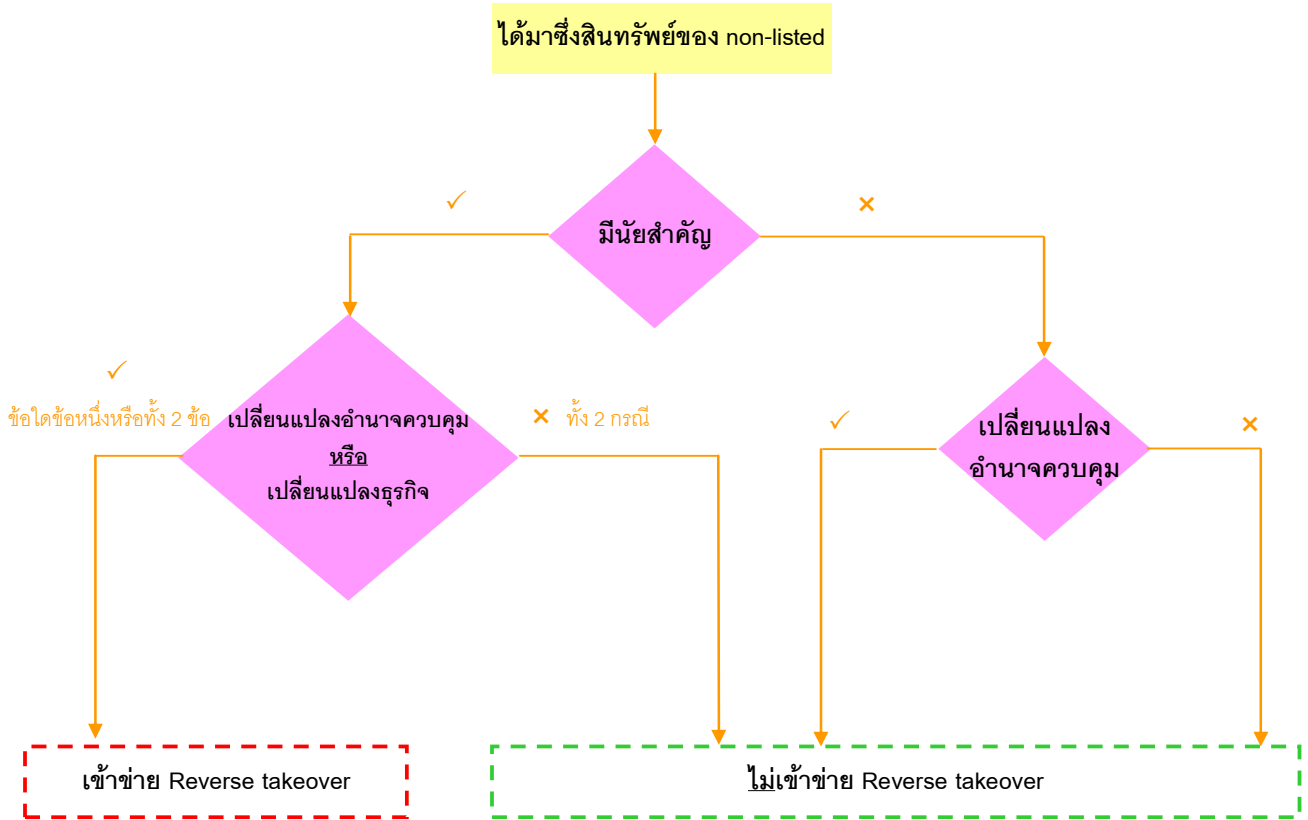 ได้มาซึ่งสินทรัพย์ของ non-listed
✓
×
มีนัยสำคัญ
✓
ข้อใดข้อหนึ่งหรือทั้ง 2 ข้อ
เปลี่ยนแปลงอำนาจควบคุม
หรือ
เปลี่ยนแปลงธุรกิจ
× ทั้ง 2 กรณี
✓
เปลี่ยนแปลง
อำนาจควบคุม
×
เข้าข่าย Reverse takeover
ไม่เข้าข่าย Reverse takeover